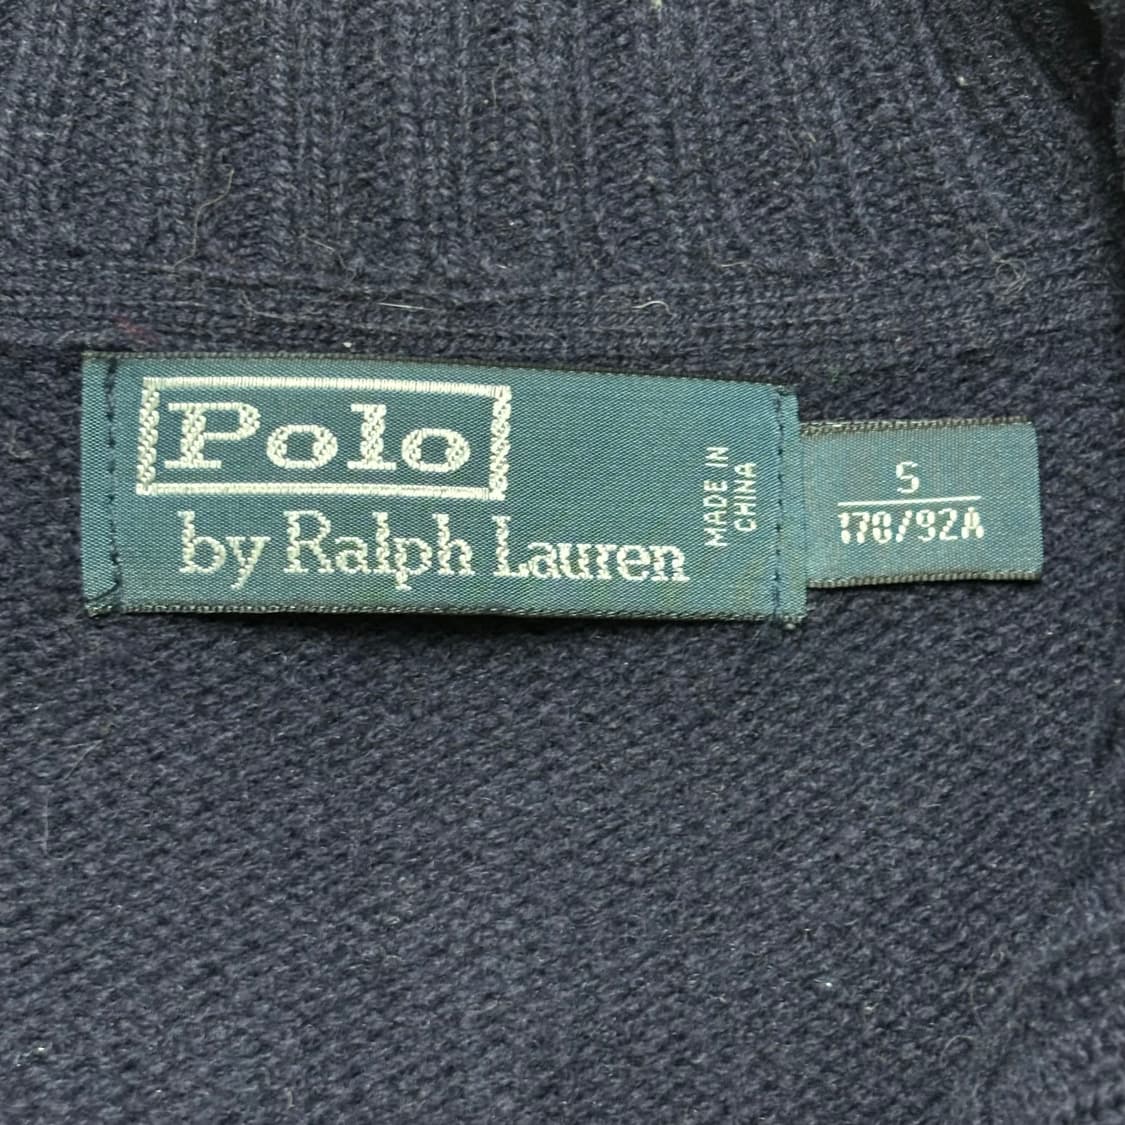 Polo
by Ralph Lauren
MADE IN
CHINA
S
170/92A